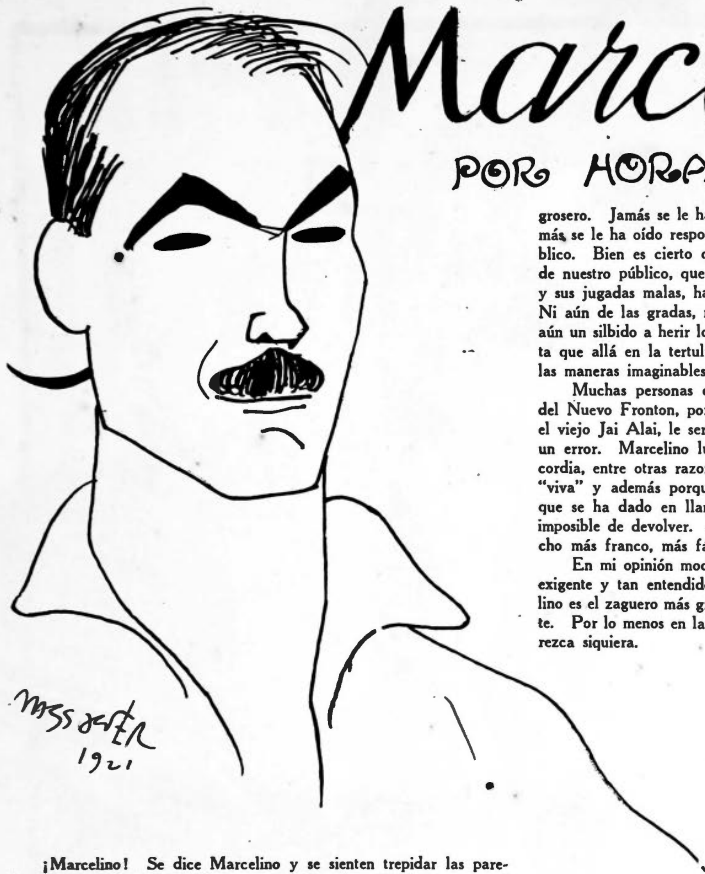 Marc
POR HORA
grosero. Jamás se le ha
más se le ha oído respo
blico. Bien es cierto
de nuestro público, que
y sus jugadas malas, ha
Ni aún de las gradas,
aún un silbido a herir lo
ta que allá en la tertul
las maneras imaginables
Muchas personas
del Nuevo Fronton, por
el viejo Jai Alai, le ser
un error. Marcelino lu
cordia, entre otras razo
"viva" y además porqu
que se ha dado en llan
imposible de devolver.
cho más franco, más fá
En mi opinión moc
exigente y tan entendido
lino es el zaguero más g
te. Por lo menos en la
rezca siquiera.
MASSAGUER
1921
¡Marcelino! Se dice Marcelino y se sienten trepidar las pare-